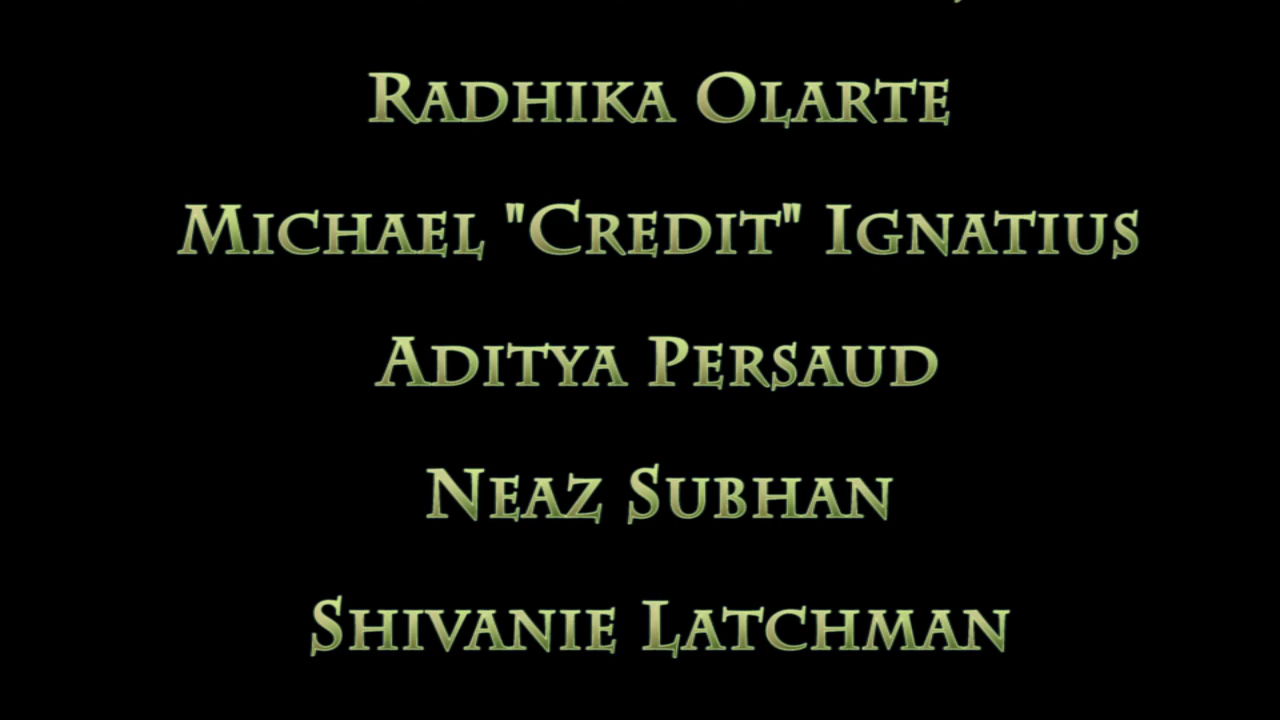 Radhika Olarte
Michael "Credit" Ignatius
Aditya Persaud
Neaz Subhan
Shivanie Latchman